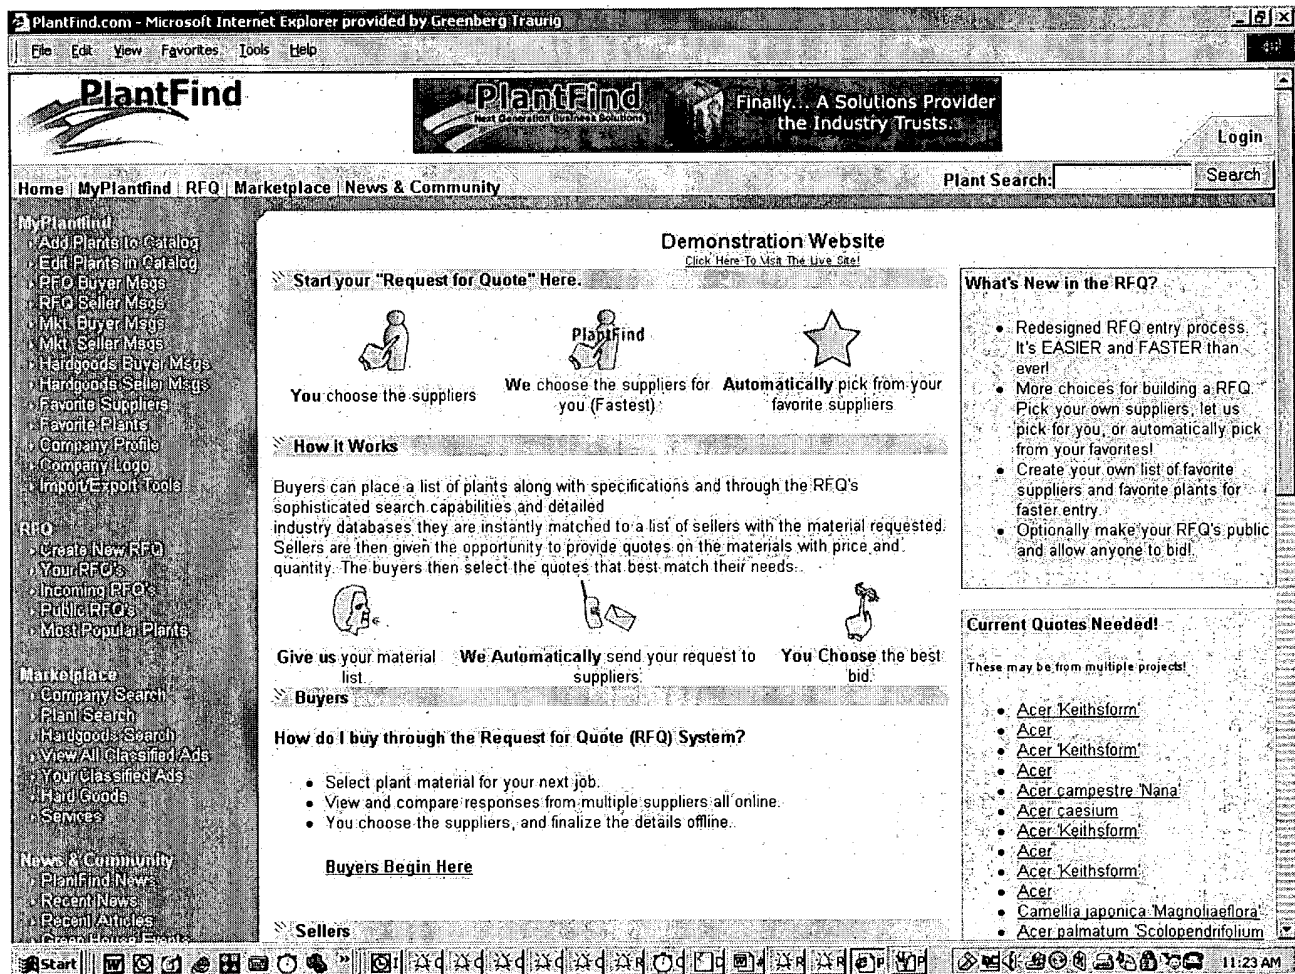 PlantFind.com - Microsoft Internet Explorer provided by Greenberg Traurig
File Edit View Favorites Tools Help
PlantFind
PlantFind
Next Generation Business Solutions
Finally... A Solutions Provider
the Industry Trusts.
Login
Home | MyPlantfind | RFQ | Marketplace | News & Community
Plant Search:
Search
MyPlantfind
Add Plants to Catalog
Edit Plants in Catalog
RFQ Buyer Msgs
RFQ Seller Msgs
Mkt. Buyer Msgs
Mkt. Seller Msgs
Hardgoods Buyer Msgs
Hardgoods Seller Msgs
Favorite Suppliers
Favorite Plants
Company Profile
Company Logo
Import/Export Tools
RFQ
Create New RFQ
Your RFQ's
Incoming RFQ's
Public RFQ's
Most Popular Plants
Marketplace
Company Search
Plant Search
Hardgoods Search
View All Classified Ads
Your Classified Ads
Hard Goods
Services
News & Community
PlantFind News
Recent News
Recent Articles
Green House Events
Demonstration Website
Click Here To Visit The Live Site!
Start your "Request for Quote" Here.
You choose the suppliers
PlantFind
We choose the suppliers for
you (Fastest)
Automatically pick from your
favorite suppliers
How it Works
Buyers can place a list of plants along with specifications and through the RFQ's
sophisticated search capabilities and detailed
industry databases they are instantly matched to a list of sellers with the material requested.
Sellers are then given the opportunity to provide quotes on the materials with price and
quantity. The buyers then select the quotes that best match their needs.
Give us your material
list.
We Automatically send your request to
suppliers.
You Choose the best
bid.
Buyers
How do I buy through the Request for Quote (RFQ) System?
Select plant material for your next job.
View and compare responses from multiple suppliers all online.
You choose the suppliers, and finalize the details offline.
Buyers Begin Here
Sellers
What's New in the RFQ?
Redesigned RFQ entry process.
It's EASIER and FASTER than
ever!
More choices for building a RFQ.
Pick your own suppliers, let us
pick for you, or automatically pick
from your favorites!
Create your own list of favorite
suppliers and favorite plants for
faster entry.
Optionally make your RFQ's public
and allow anyone to bid!
Current Quotes Needed!
These may be from multiple projects!
Acer 'Keithsform'
Acer
Acer 'Keithsform'
Acer
Acer campestre 'Nana'
Acer caesium
Acer 'Keithsform'
Acer
Acer 'Keithsform'
Acer
Camellia japonica 'Magnoliaeflora'
Acer palmatum 'Scolopendrifolium
Start
11:23 AM